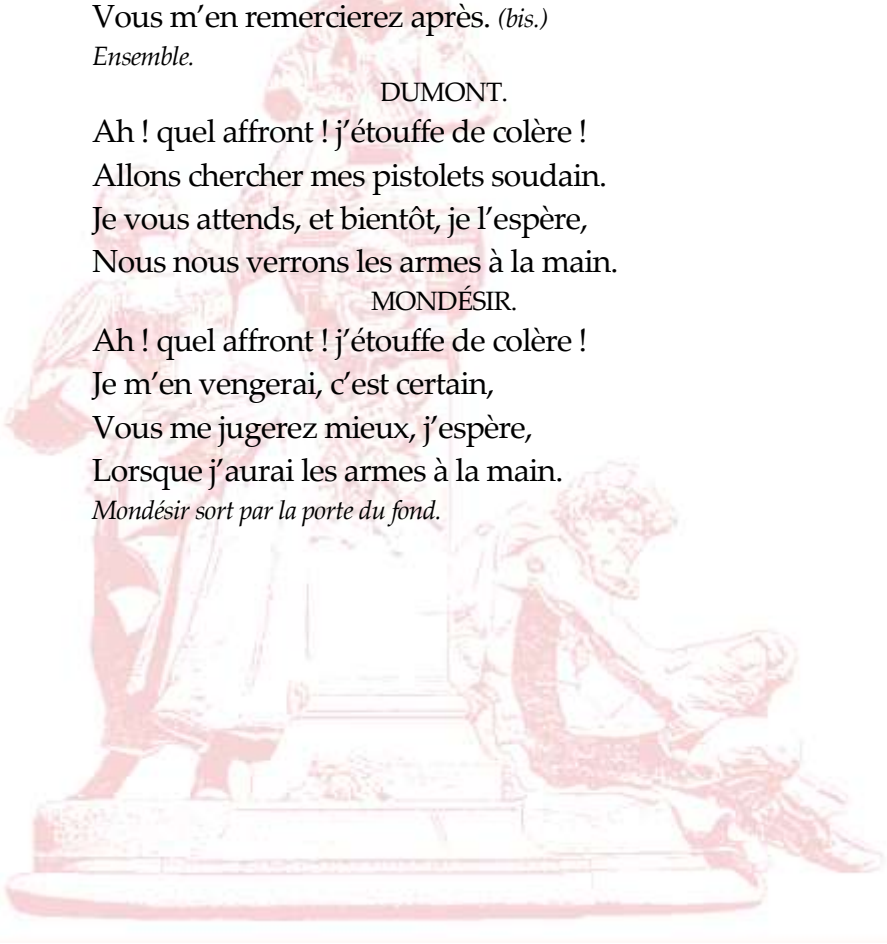 Vous m’en remercierez après. (bis.)
Ensemble.
DUMONT.
Ah ! quel affront ! j’étouffe de colère !
Allons chercher mes pistolets soudain.
Je vous attends, et bientôt, je l’espère,
Nous nous verrons les armes à la main.
MONDÉSIR.
Ah ! quel affront ! j’étouffe de colère !
Je m’en vengerai, c’est certain,
Vous me jugerez mieux, j’espère,
Lorsque j’aurai les armes à la main.
Mondésir sort par la porte du fond.